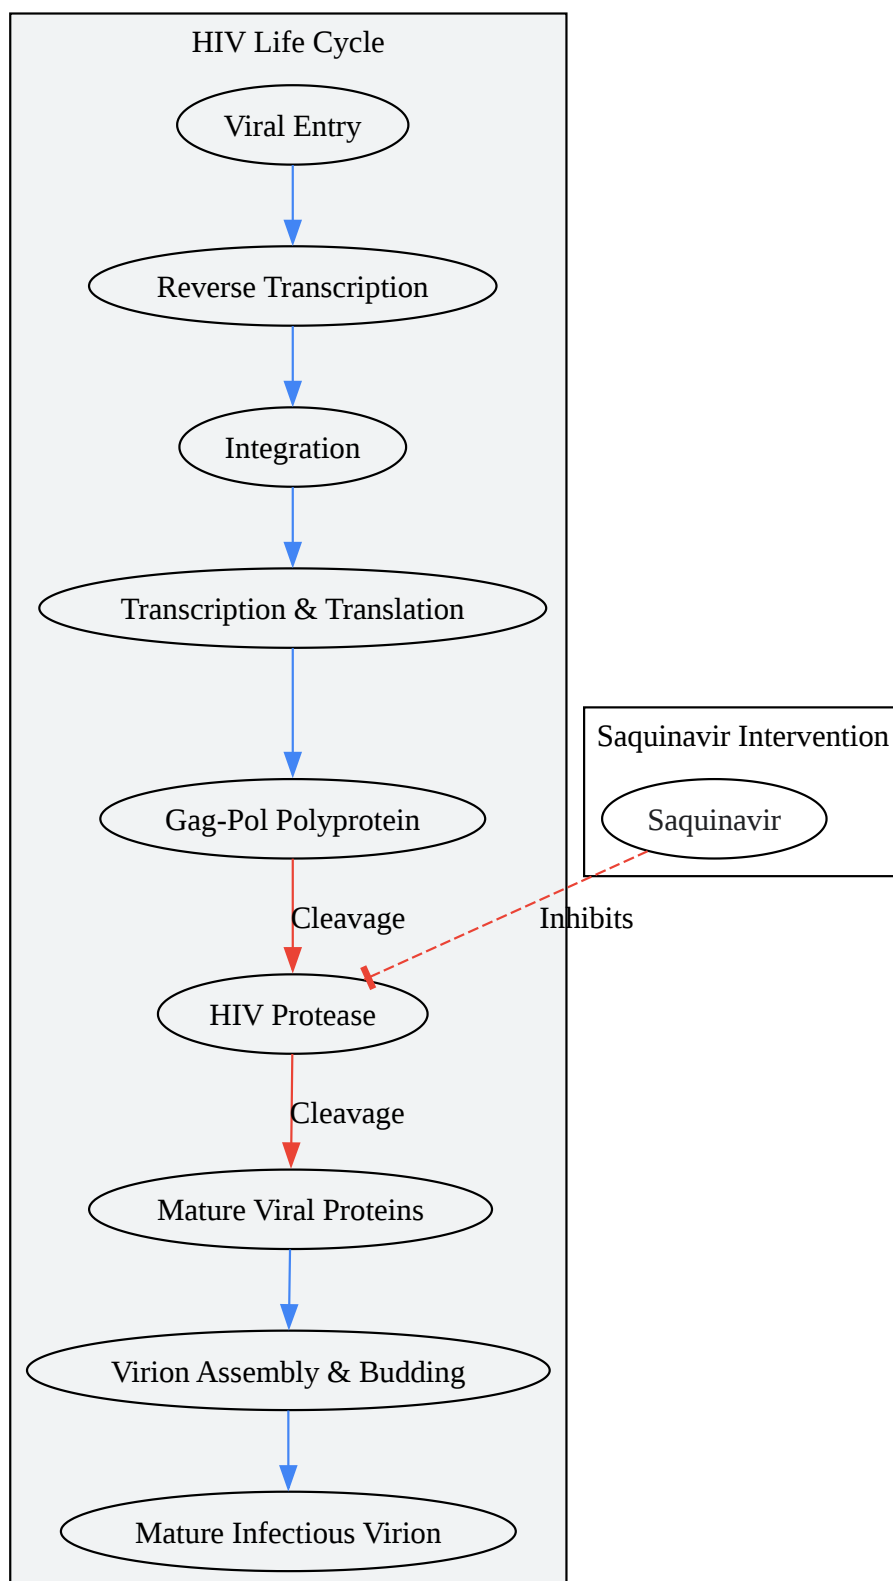 HIV Life Cycle
Viral Entry
Reverse Transcription
Integration
Transcription & Translation
Saquinavir Intervention
Gag-Pol Polyprotein
Saquinavir
Cleavage
Inhibits
HIV Protease
Cleavage
Mature Viral Proteins
Virion Assembly & Budding
Mature Infectious Virion